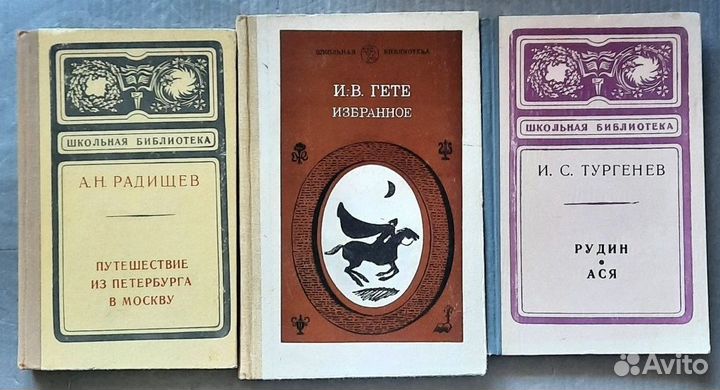 ШКОЛЬНАЯ БИБЛИОТЕКА
А.Н. РАДИЩЕВ
ПУТЕШЕСТВИЕ
ИЗ ПЕТЕРБУРГА
В МОСКВУ
ШКОЛЬНАЯ БИБЛИОТЕКА
И.-В. ГЕТЕ
ИЗБРАННОЕ
ШКОЛЬНАЯ БИБЛИОТЕКА
И. С. ТУРГЕНЕВ
РУДИН
•
АСЯ
Avito